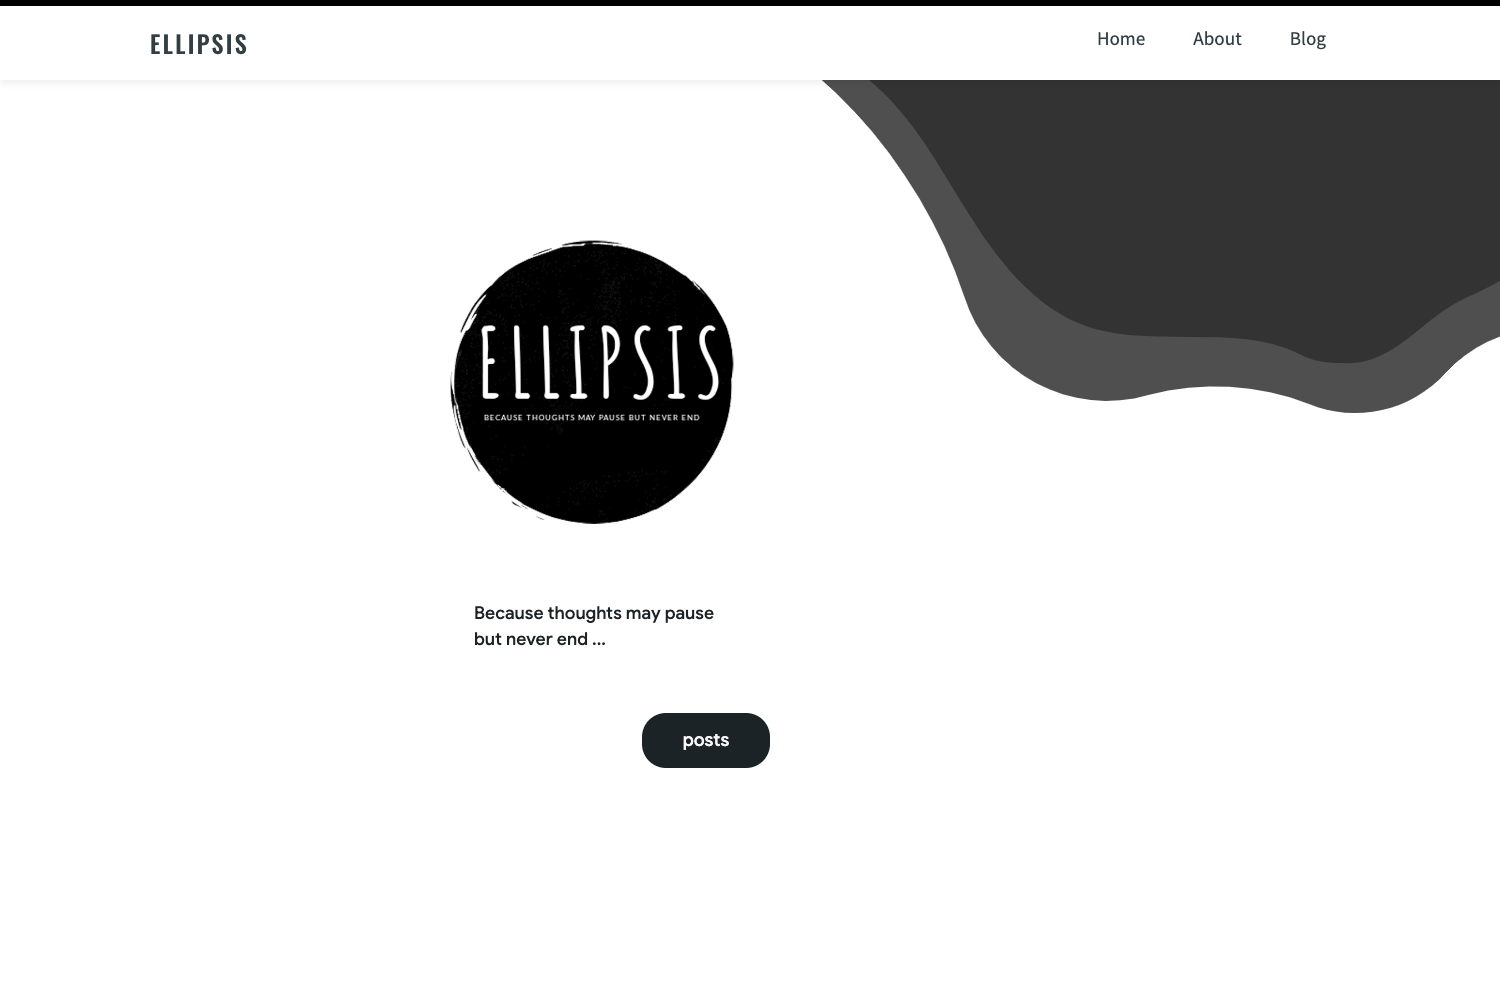 ELLIPSIS
Home About Blog
ELLIPSIS
BECAUSE THOUGHTS MAY PAUSE BUT NEVER END
Because thoughts may pause
but never end ...
posts